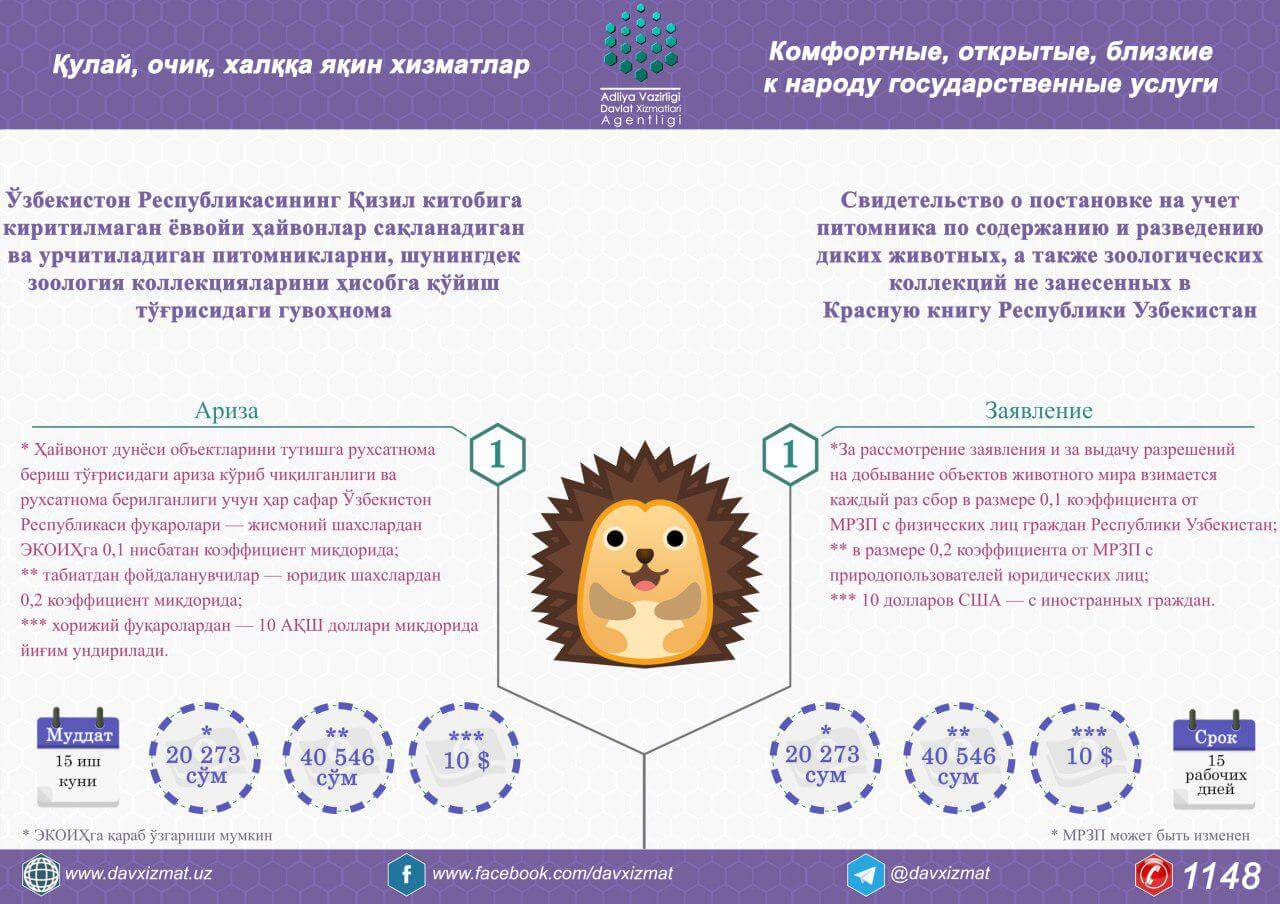 Қулай, очиқ, халққа яқин хизматлар
Adliya Vazirligi
Davlat Xizmatlari
Agentligi
Комфортные, открытые, близкие
к народу государственные услуги
Ўзбекистон Республикасининг Қизил китобига
киритилмаган ёввойи ҳайвонлар сақланадиган
ва урчитиладиган питомникларни, шунингдек
зоология коллекцияларини ҳисобга қўйиш
тўғрисидаги гувоҳнома
Ариза
1
* Ҳайвонот дунёси объектларини тутишга рухсатнома
бериш тўғрисидаги ариза кўриб чиқилганлиги ва
рухсатнома берилганлиги учун ҳар сафар Ўзбекистон
Республикаси фуқаролари — жисмоний шахслардан
ЭКОИҲга 0,1 нисбатан коэффициент миқдорида;
** табиатдан фойдаланувчилар — юридик шахслардан
0,2 коэффициент миқдорида;
*** хорижий фуқаролардан — 10 АҚШ доллари миқдорида
йиғим ундирилади.
Муддат
15 иш
куни
*
20 273
сўм
**
40 546
сўм
***
10 $
* ЭКОИҲга қараб ўзгариши мумкин
Свидетельство о постановке на учет
питомника по содержанию и разведению
диких животных, а также зоологических
коллекций не занесенных в
Красную книгу Республики Узбекистан
Заявление
1
*За рассмотрение заявления и за выдачу разрешений
на добывание объектов животного мира взимается
каждый раз сбор в размере 0,1 коэффициента от
МРЗП с физических лиц граждан Республики Узбекистан;
** в размере 0,2 коэффициента от МРЗП с
природопользователей юридических лиц;
*** 10 долларов США — с иностранных граждан.
*
20 273
сум
**
40 546
сум
***
10 $
Срок
15
рабочих
дней
* МРЗП может быть изменен
www.davxizmat.uz
www.facebook.com/davxizmat
@davxizmat
1148